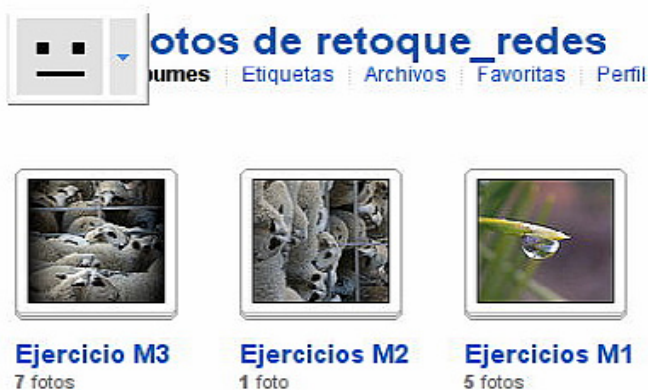 otos de retoque_redes
bumes Etiquetas Archivos Favoritas Perfil
Ejercicio M3 Ejercicios M2 Ejercicios M1
7 fotos 1 foto 5 fotos